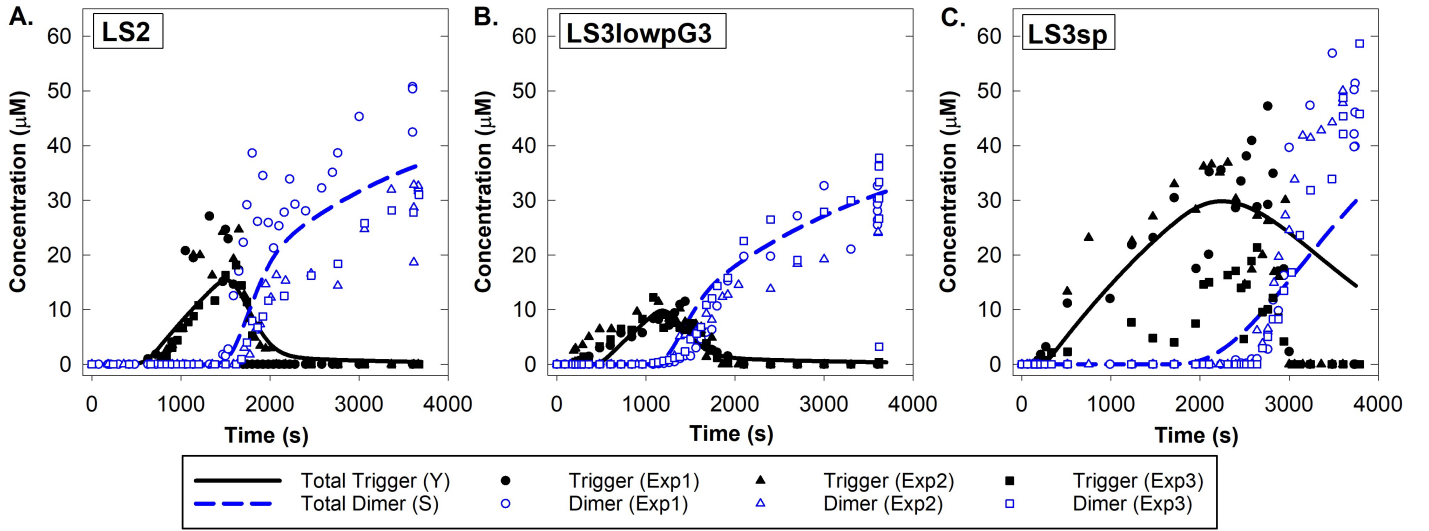 A.
LS2
Concentration (µM)
60
50
40
30
20
10
0
0 1000 2000 3000 4000
Time (s)
B.
LS3lowpG3
Concentration (µM)
60
50
40
30
20
10
0
0 1000 2000 3000 4000
Time (s)
C.
LS3sp
Concentration (µM)
60
50
40
30
20
10
0
0 1000 2000 3000 4000
Time (s)
Total Trigger (Y) Trigger (Exp1) Trigger (Exp2) Trigger (Exp3)
Total Dimer (S) Dimer (Exp1) Dimer (Exp2) Dimer (Exp3)